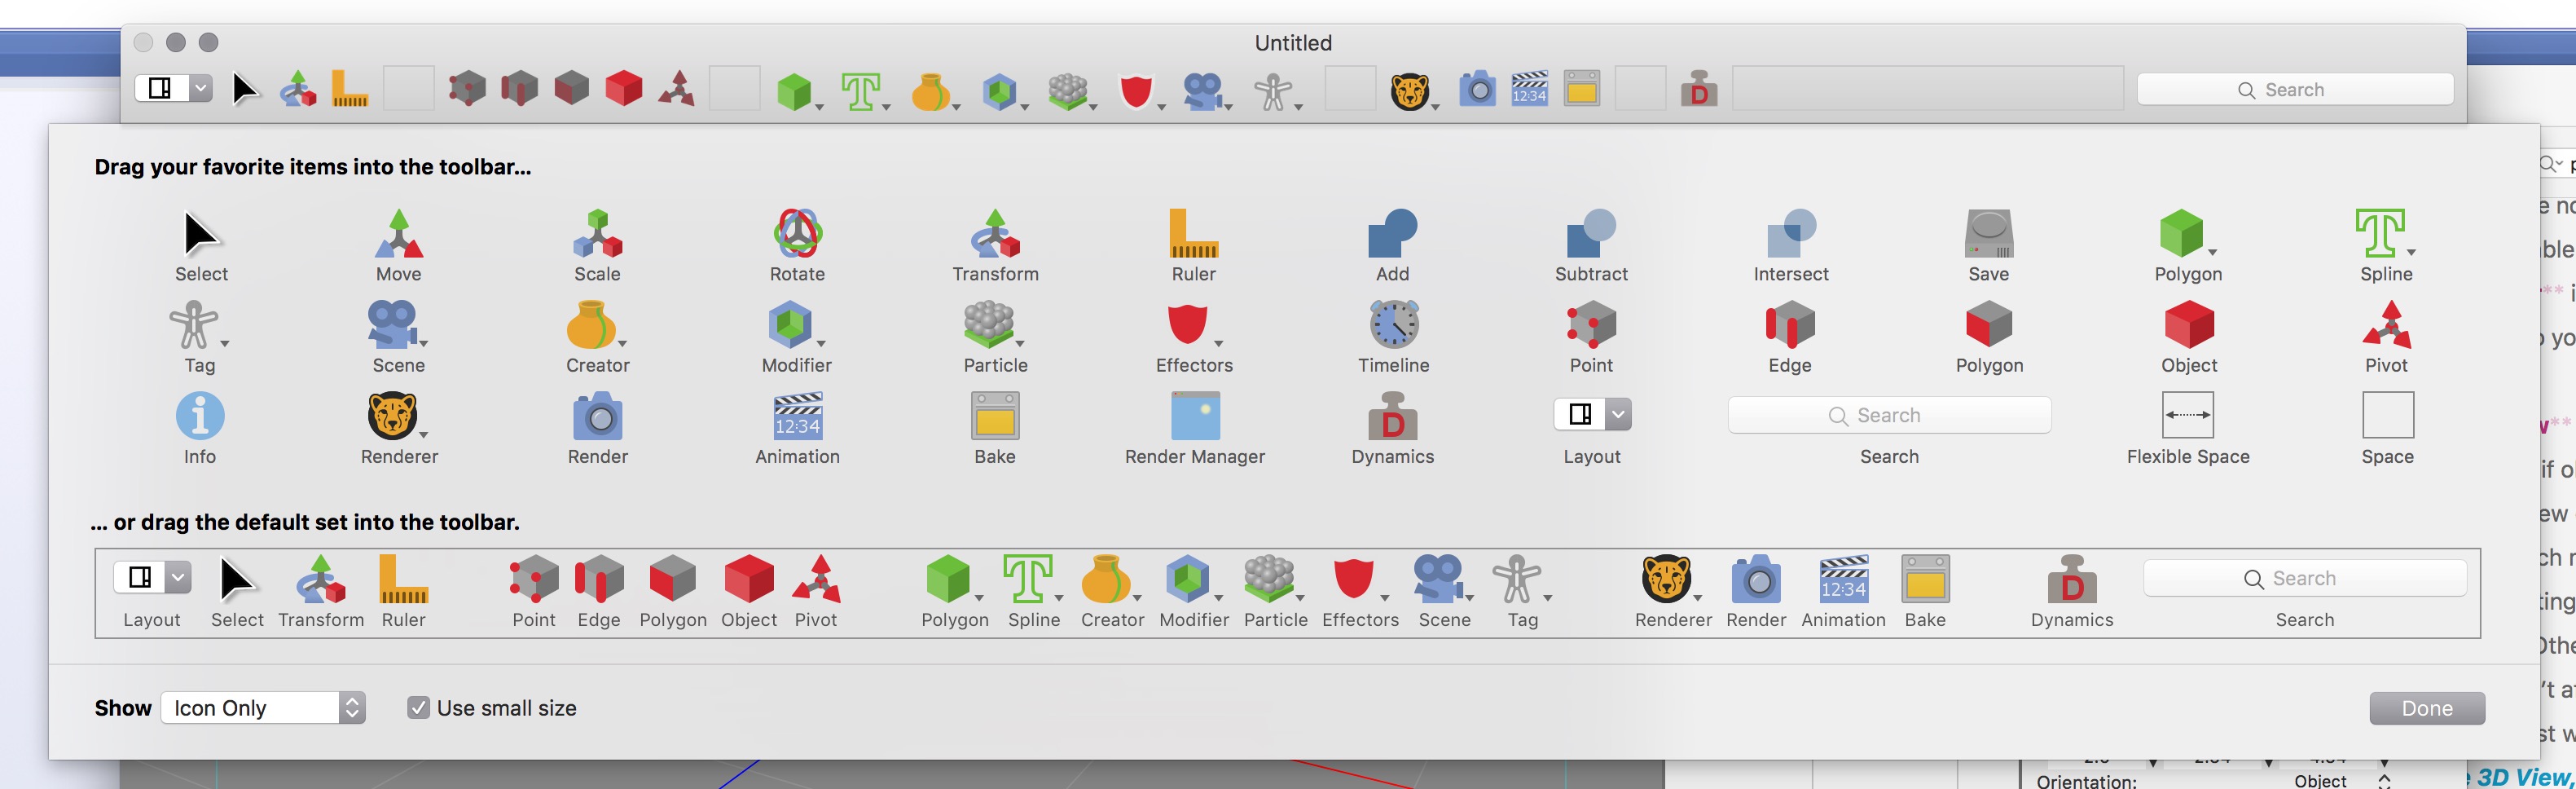 Untitled
12:34
D
Search
Drag your favorite items into the toolbar...
Select Move Scale Rotate Transform Ruler Add Subtract Intersect Save Polygon Spline
Tag Scene Creator Modifier Particle Effectors Timeline Point Edge Polygon Object Pivot
12:34 D Search
Info Renderer Render Animation Bake Render Manager Dynamics Layout Search Flexible Space Space
... or drag the default set into the toolbar.
12:34 D Search
Layout Select Transform Ruler Point Edge Polygon Object Pivot Polygon Spline Creator Modifier Particle Effectors Scene Tag Renderer Render Animation Bake Dynamics Search
Show Icon Only Use small size Done
Orientation: Object
3D View,